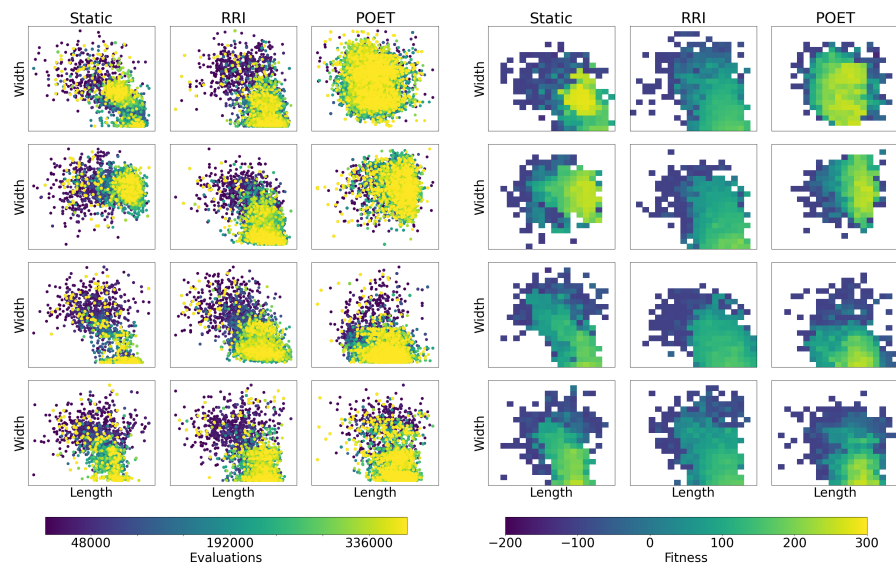 Static RRI POET Static RRI POET
Width Width
Width Width
Width Width
Width Width
Length Length Length Length Length Length
48000 192000 336000 −200 −100 0 100 200 300
Evaluations Fitness